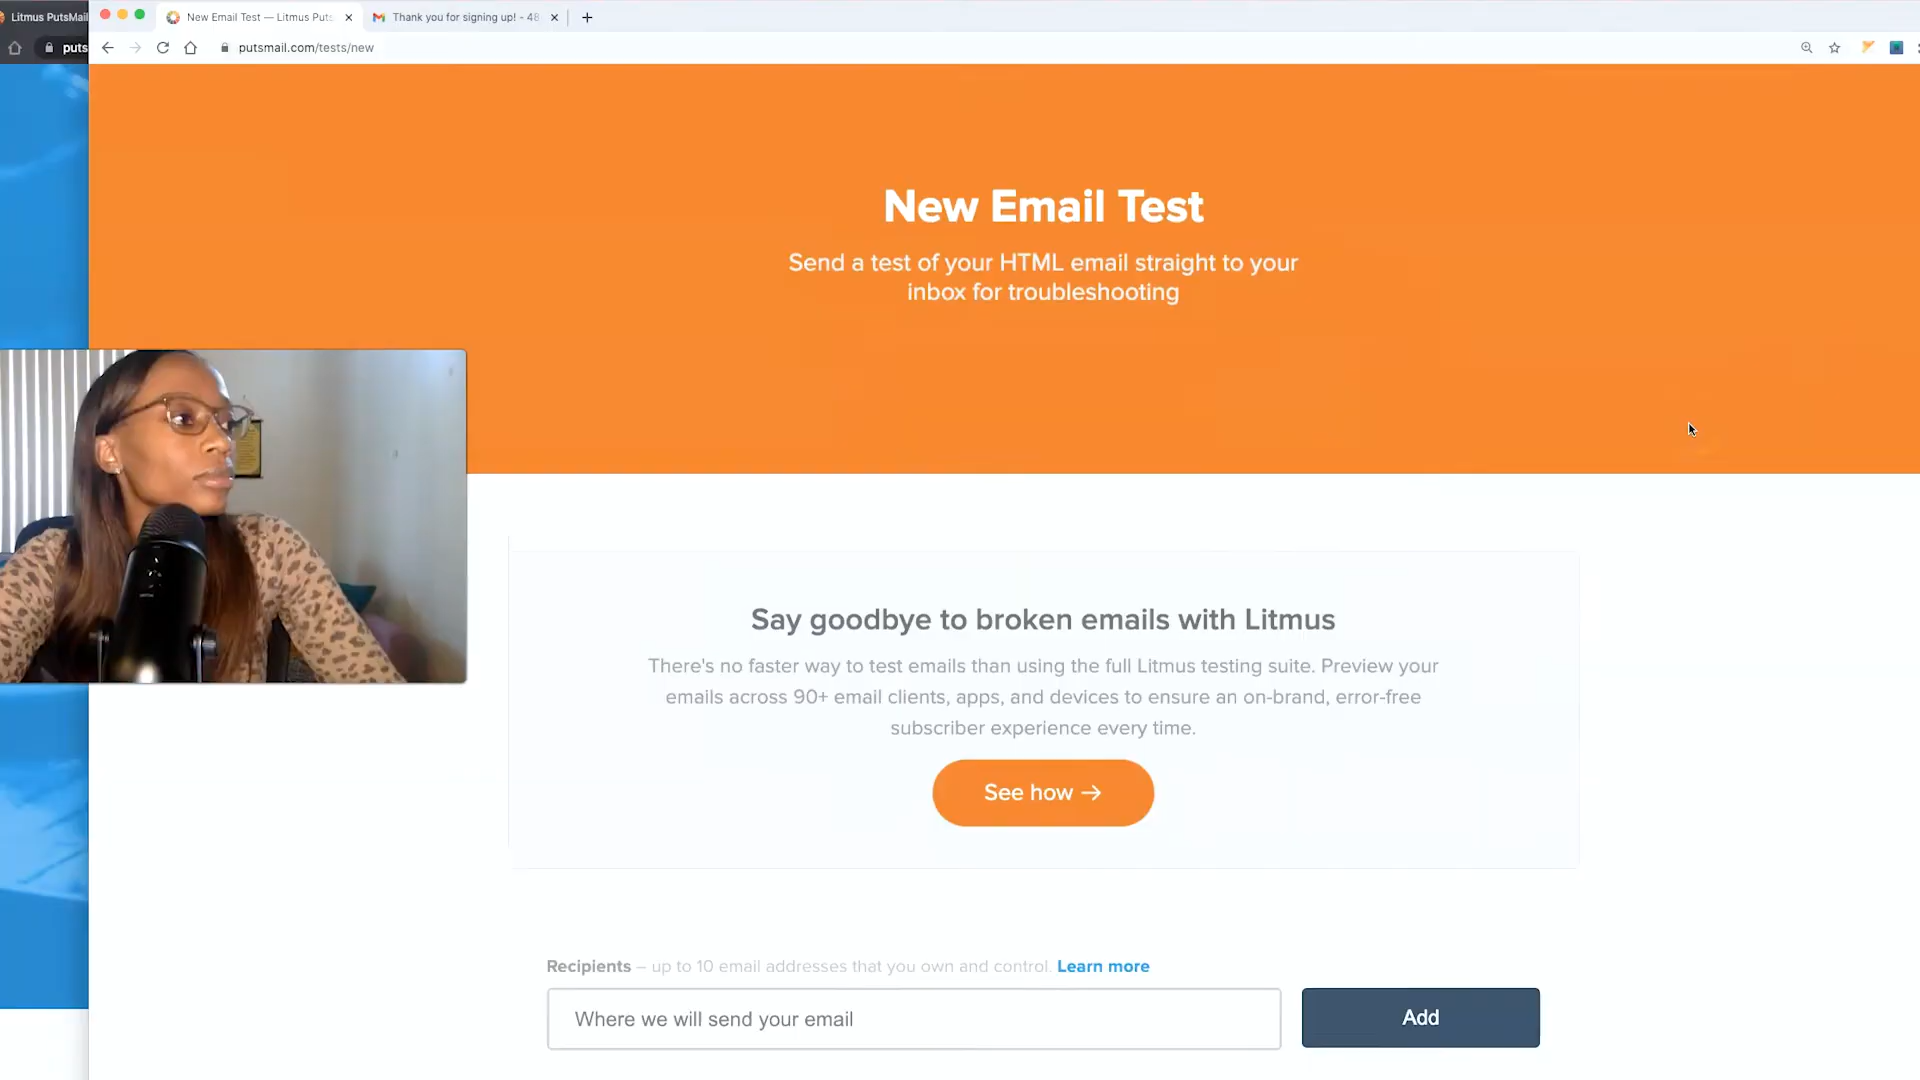 Litmus PutsMail
New Email Test — Litmus Puts
Thank you for signing up! - 48
puts
putsmail.com/tests/new
New Email Test
Send a test of your HTML email straight to your
inbox for troubleshooting
Say goodbye to broken emails with Litmus
There's no faster way to test emails than using the full Litmus testing suite. Preview your
emails across 90+ email clients, apps, and devices to ensure an on-brand, error-free
subscriber experience every time.
See how →
Recipients – up to 10 email addresses that you own and control. Learn more
Where we will send your email
Add